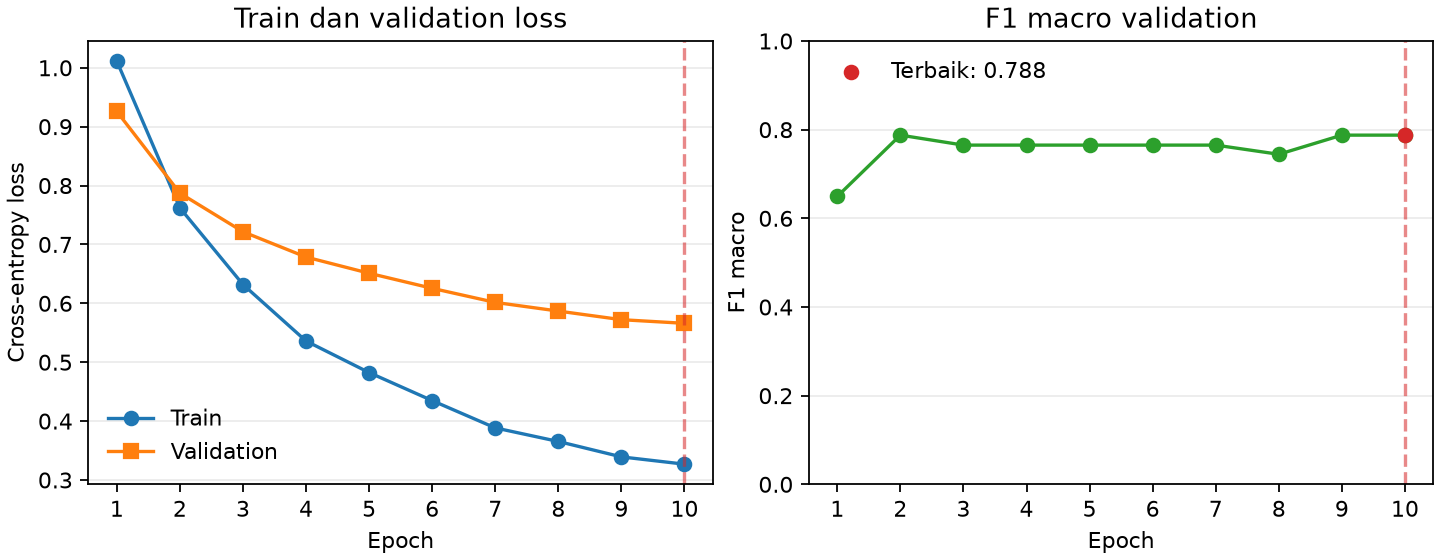 Train dan validation loss
Cross-entropy loss
1.0
0.9
0.8
0.7
0.6
0.5
0.4
0.3
Train
Validation
1 2 3 4 5 6 7 8 9 10
Epoch
F1 macro validation
F1 macro
1.0
0.8
0.6
0.4
0.2
0.0
Terbaik: 0.788
1 2 3 4 5 6 7 8 9 10
Epoch